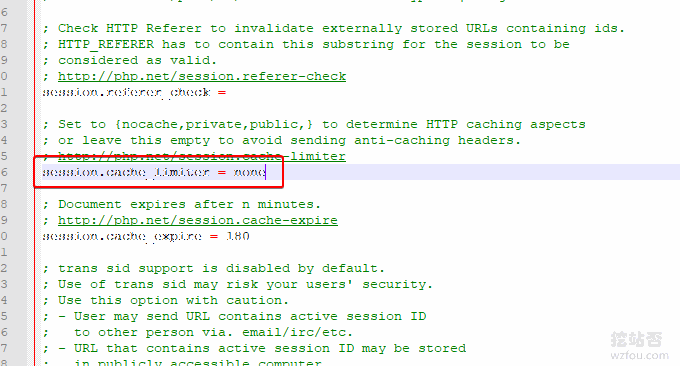 6
7 ; Check HTTP Referer to invalidate externally stored URLs containing ids.
8 ; HTTP_REFERER has to contain this substring for the session to be
9 ; considered as valid.
0 ; http://php.net/session.referer-check
1 session.referer_check =
2
3 ; Set to {nocache,private,public,} to determine HTTP caching aspects
4 ; or leave this empty to avoid sending anti-caching headers.
5 ; http://php.net/session.cache-limiter
6 session.cache_limiter = none
7
8 ; Document expires after n minutes.
9 ; http://php.net/session.cache-expire
0 session.cache_expire = 180
1
2 ; trans sid support is disabled by default.
3 ; Use of trans sid may risk your users' security.
4 ; Use this option with caution.
5 ; - User may send URL contains active session ID
6 ;   to other person via. email/irc/etc.
7 ; - URL that contains active session ID may be stored
8 ;   in publicly accessible computer.
挖站否
wzfou.com